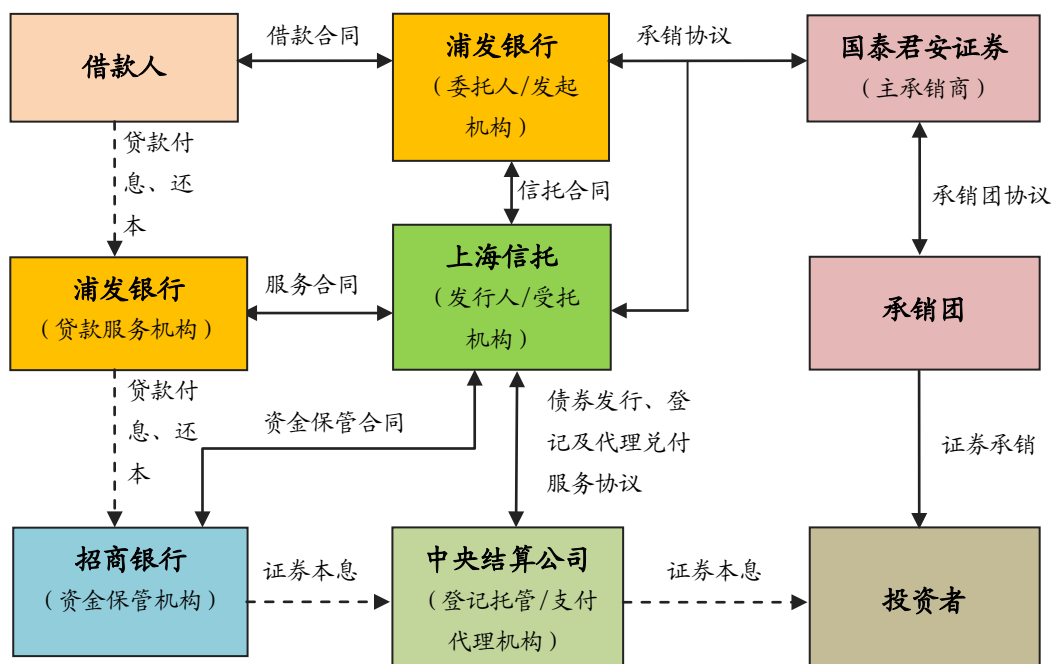 借款人
借款合同
浦发银行
（委托人/发起
机构）
承销协议
国泰君安证券
（主承销商）
贷款付
息、还
本
信托合同
承销团协议
浦发银行
（贷款服务机构）
服务合同
上海信托
（发行人/受托
机构）
承销团
贷款付
息、还
本
资金保管合同
债券发行、登
记及代理兑付
服务协议
证券承销
招商银行
（资金保管机构）
证券本息
中央结算公司
（登记托管/支付
代理机构）
证券本息
投资者